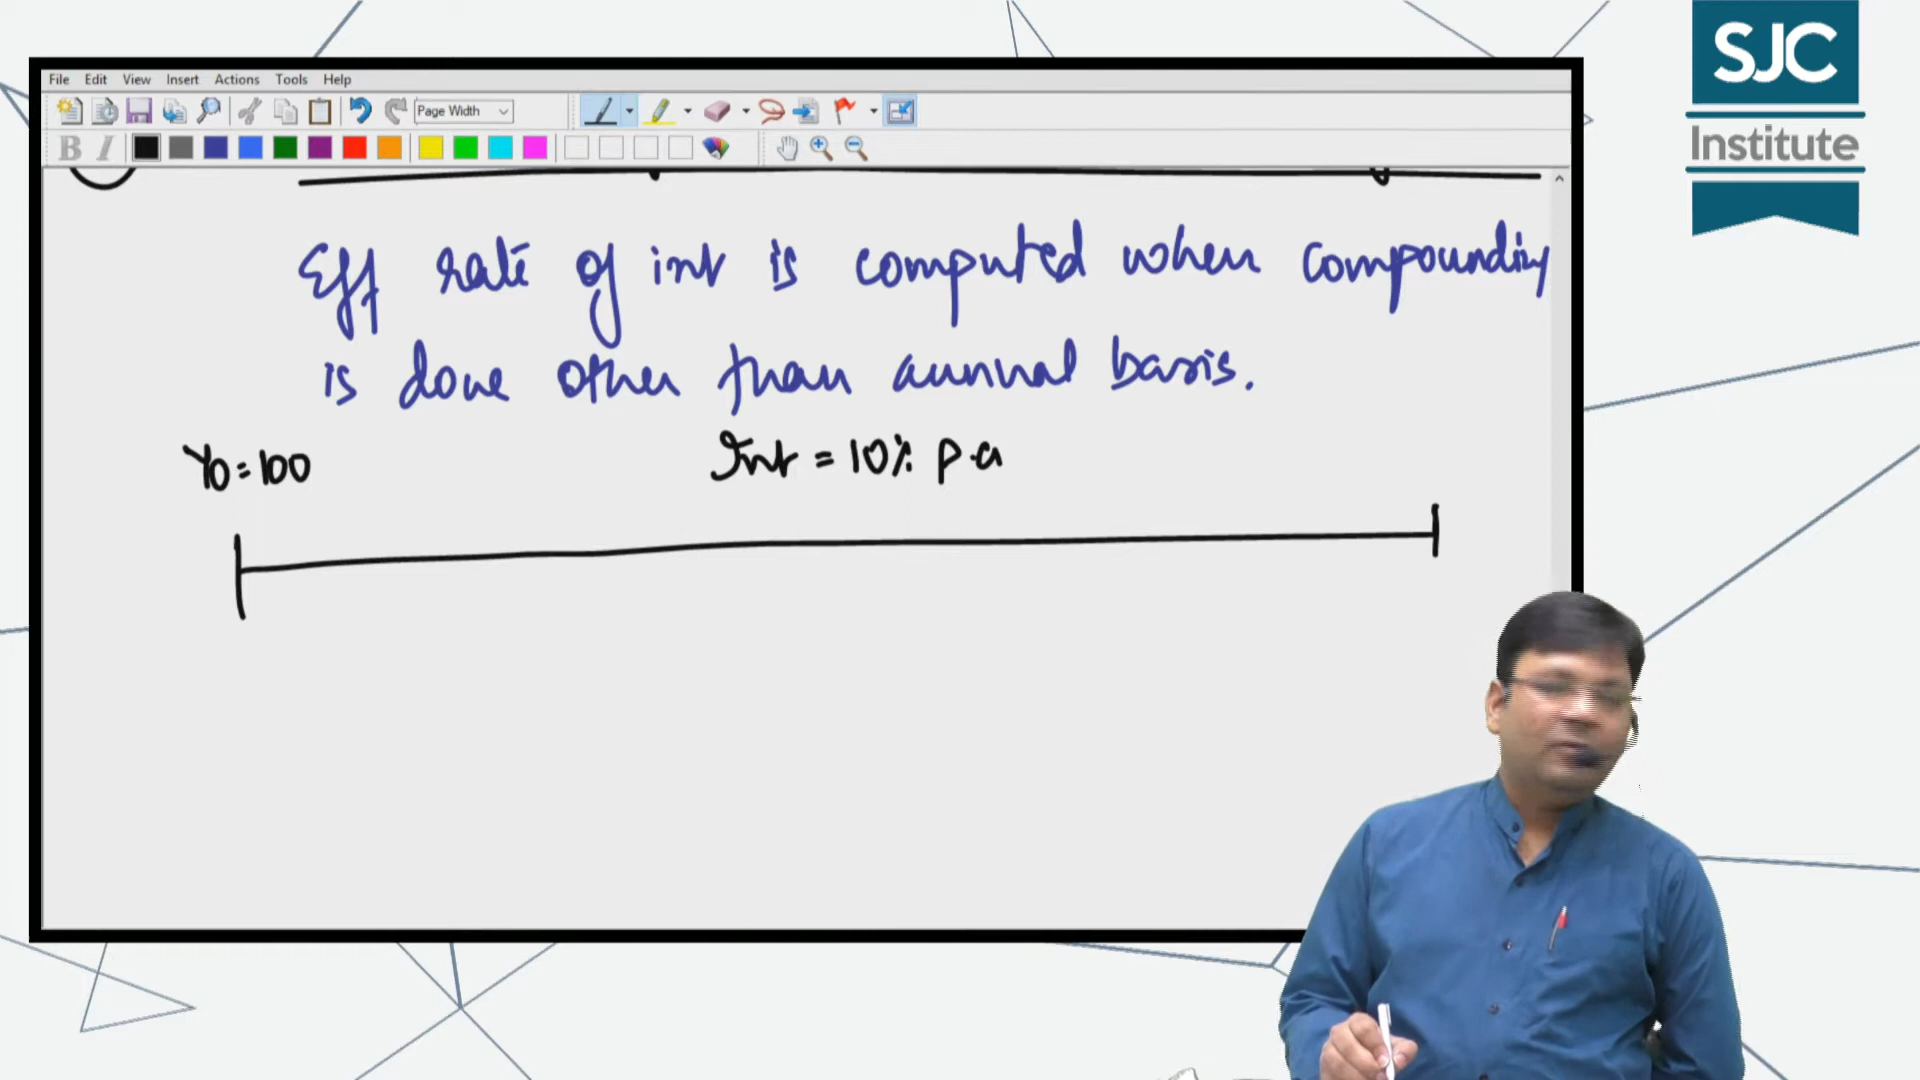 SJC
Institute
File Edit View Insert Actions Tools Help
Page Width
B I
Eff rate of int is computed when compounding
is done other than annual basis.
Y0=100
Int = 10% p.a